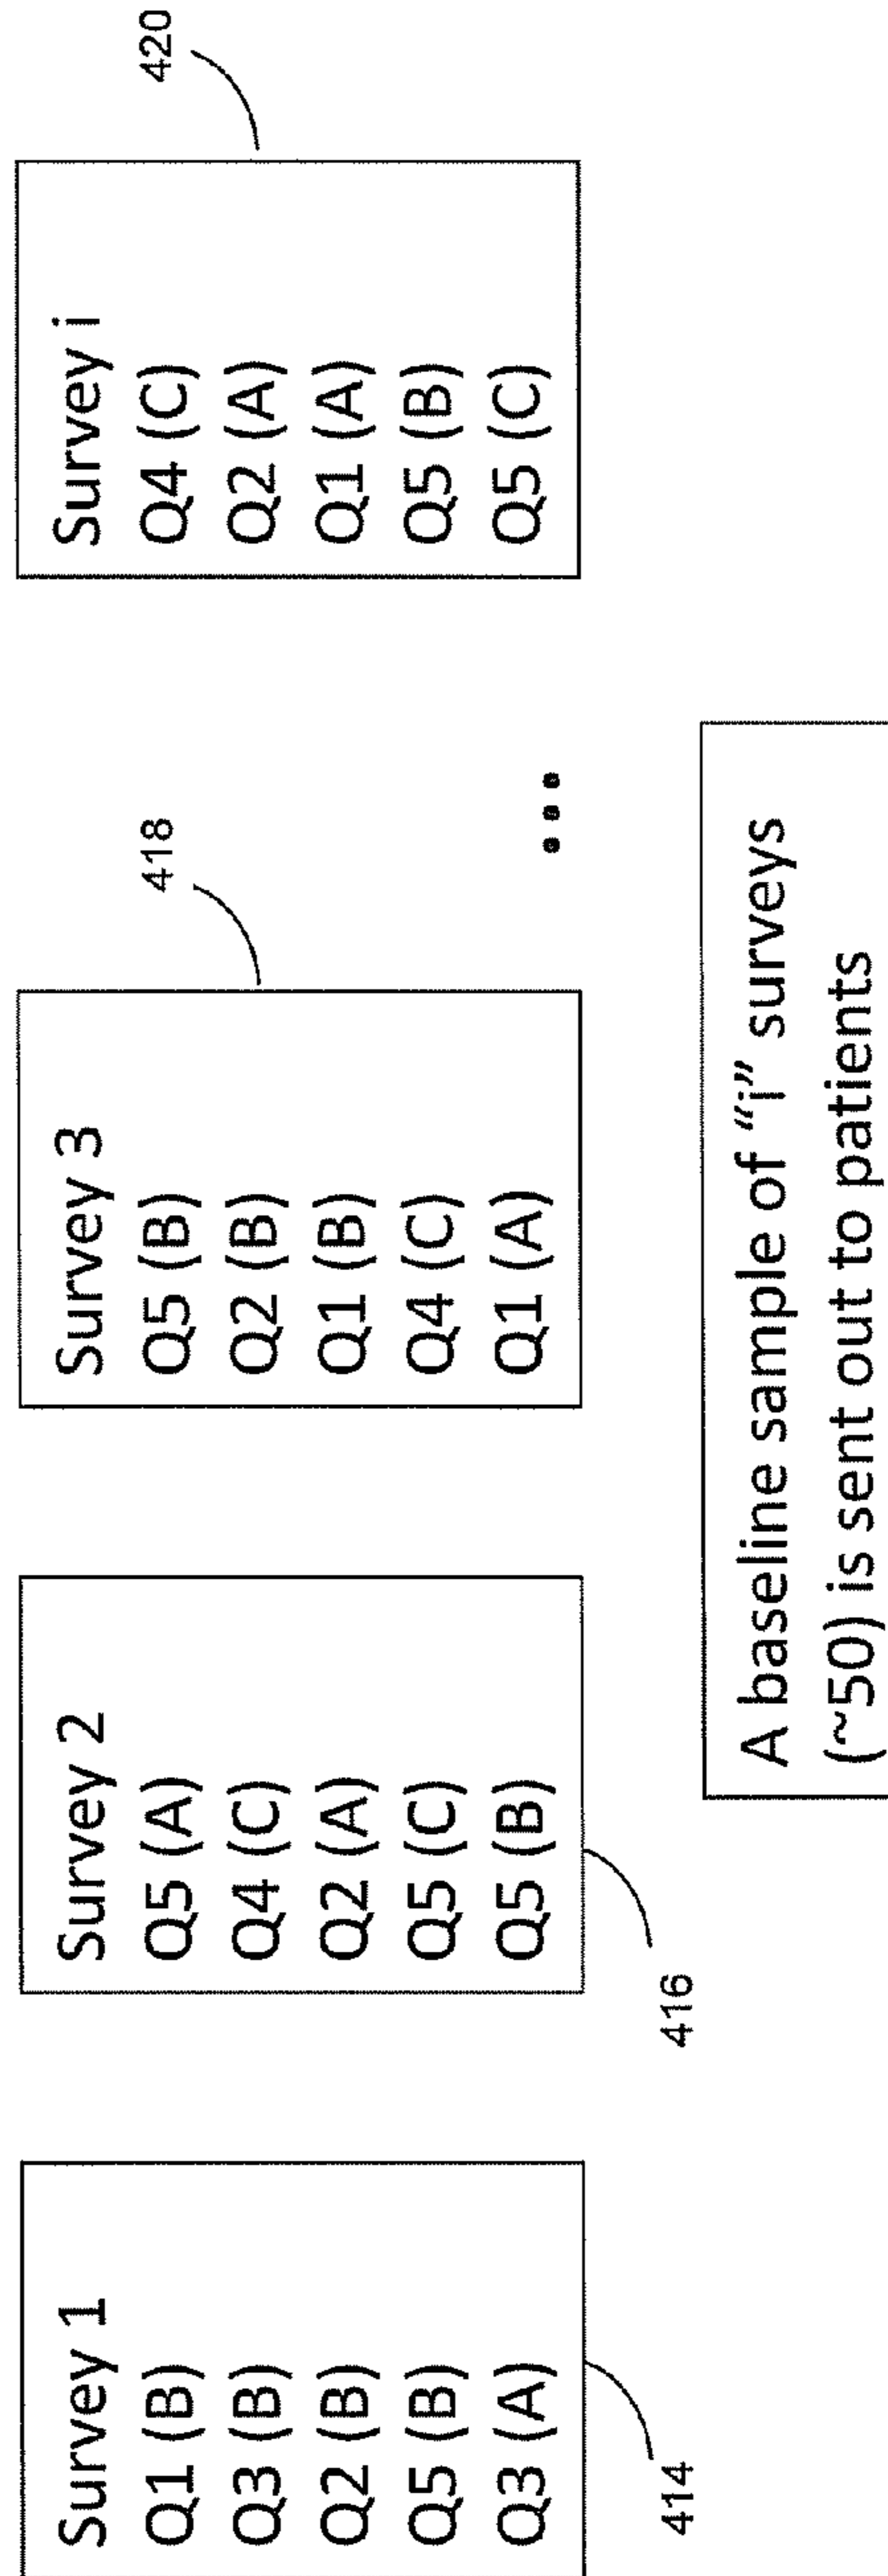 Survey 1
Q1 (B)
Q3 (B)
Q2 (B)
Q5 (B)
Q3 (A)
414
Survey 2
Q5 (A)
Q4 (C)
Q2 (A)
Q5 (C)
Q5 (B)
416
Survey 3
Q5 (B)
Q2 (B)
Q1 (B)
Q4 (C)
Q1 (A)
418
...
Survey i
Q4 (C)
Q2 (A)
Q1 (A)
Q5 (B)
Q5 (C)
420
A baseline sample of “i” surveys
(~50) is sent out to patients